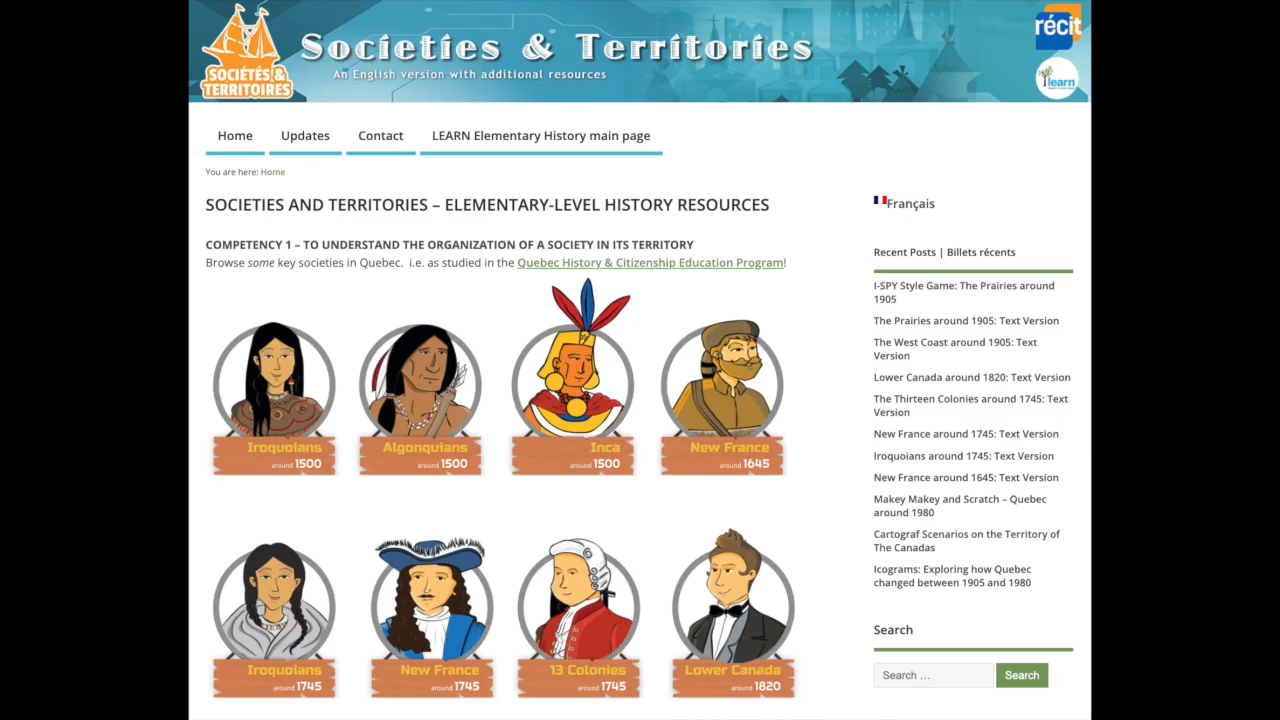 SOCIÉTÉS &
TERRITOIRES
Societies & Territories
An English version with additional resources
récit
learn
Home
Updates
Contact
LEARN Elementary History main page
You are here: Home
SOCIETIES AND TERRITORIES – ELEMENTARY-LEVEL HISTORY RESOURCES
COMPETENCY 1 – TO UNDERSTAND THE ORGANIZATION OF A SOCIETY IN ITS TERRITORY
Browse some key societies in Quebec.  i.e. as studied in the Quebec History & Citizenship Education Program!
Iroquoians
around 1500
Algonquians
around 1500
Inca
around 1500
New France
around 1645
Iroquoians
around 1745
New France
around 1745
13 Colonies
around 1745
Lower Canada
around 1820
Français
Recent Posts | Billets récents
I-SPY Style Game: The Prairies around
1905
The Prairies around 1905: Text Version
The West Coast around 1905: Text
Version
Lower Canada around 1820: Text Version
The Thirteen Colonies around 1745: Text
Version
New France around 1745: Text Version
Iroquoians around 1745: Text Version
New France around 1645: Text Version
Makey Makey and Scratch – Quebec
around 1980
Cartograf Scenarios on the Territory of
The Canadas
Icograms: Exploring how Quebec
changed between 1905 and 1980
Search
Search …
Search